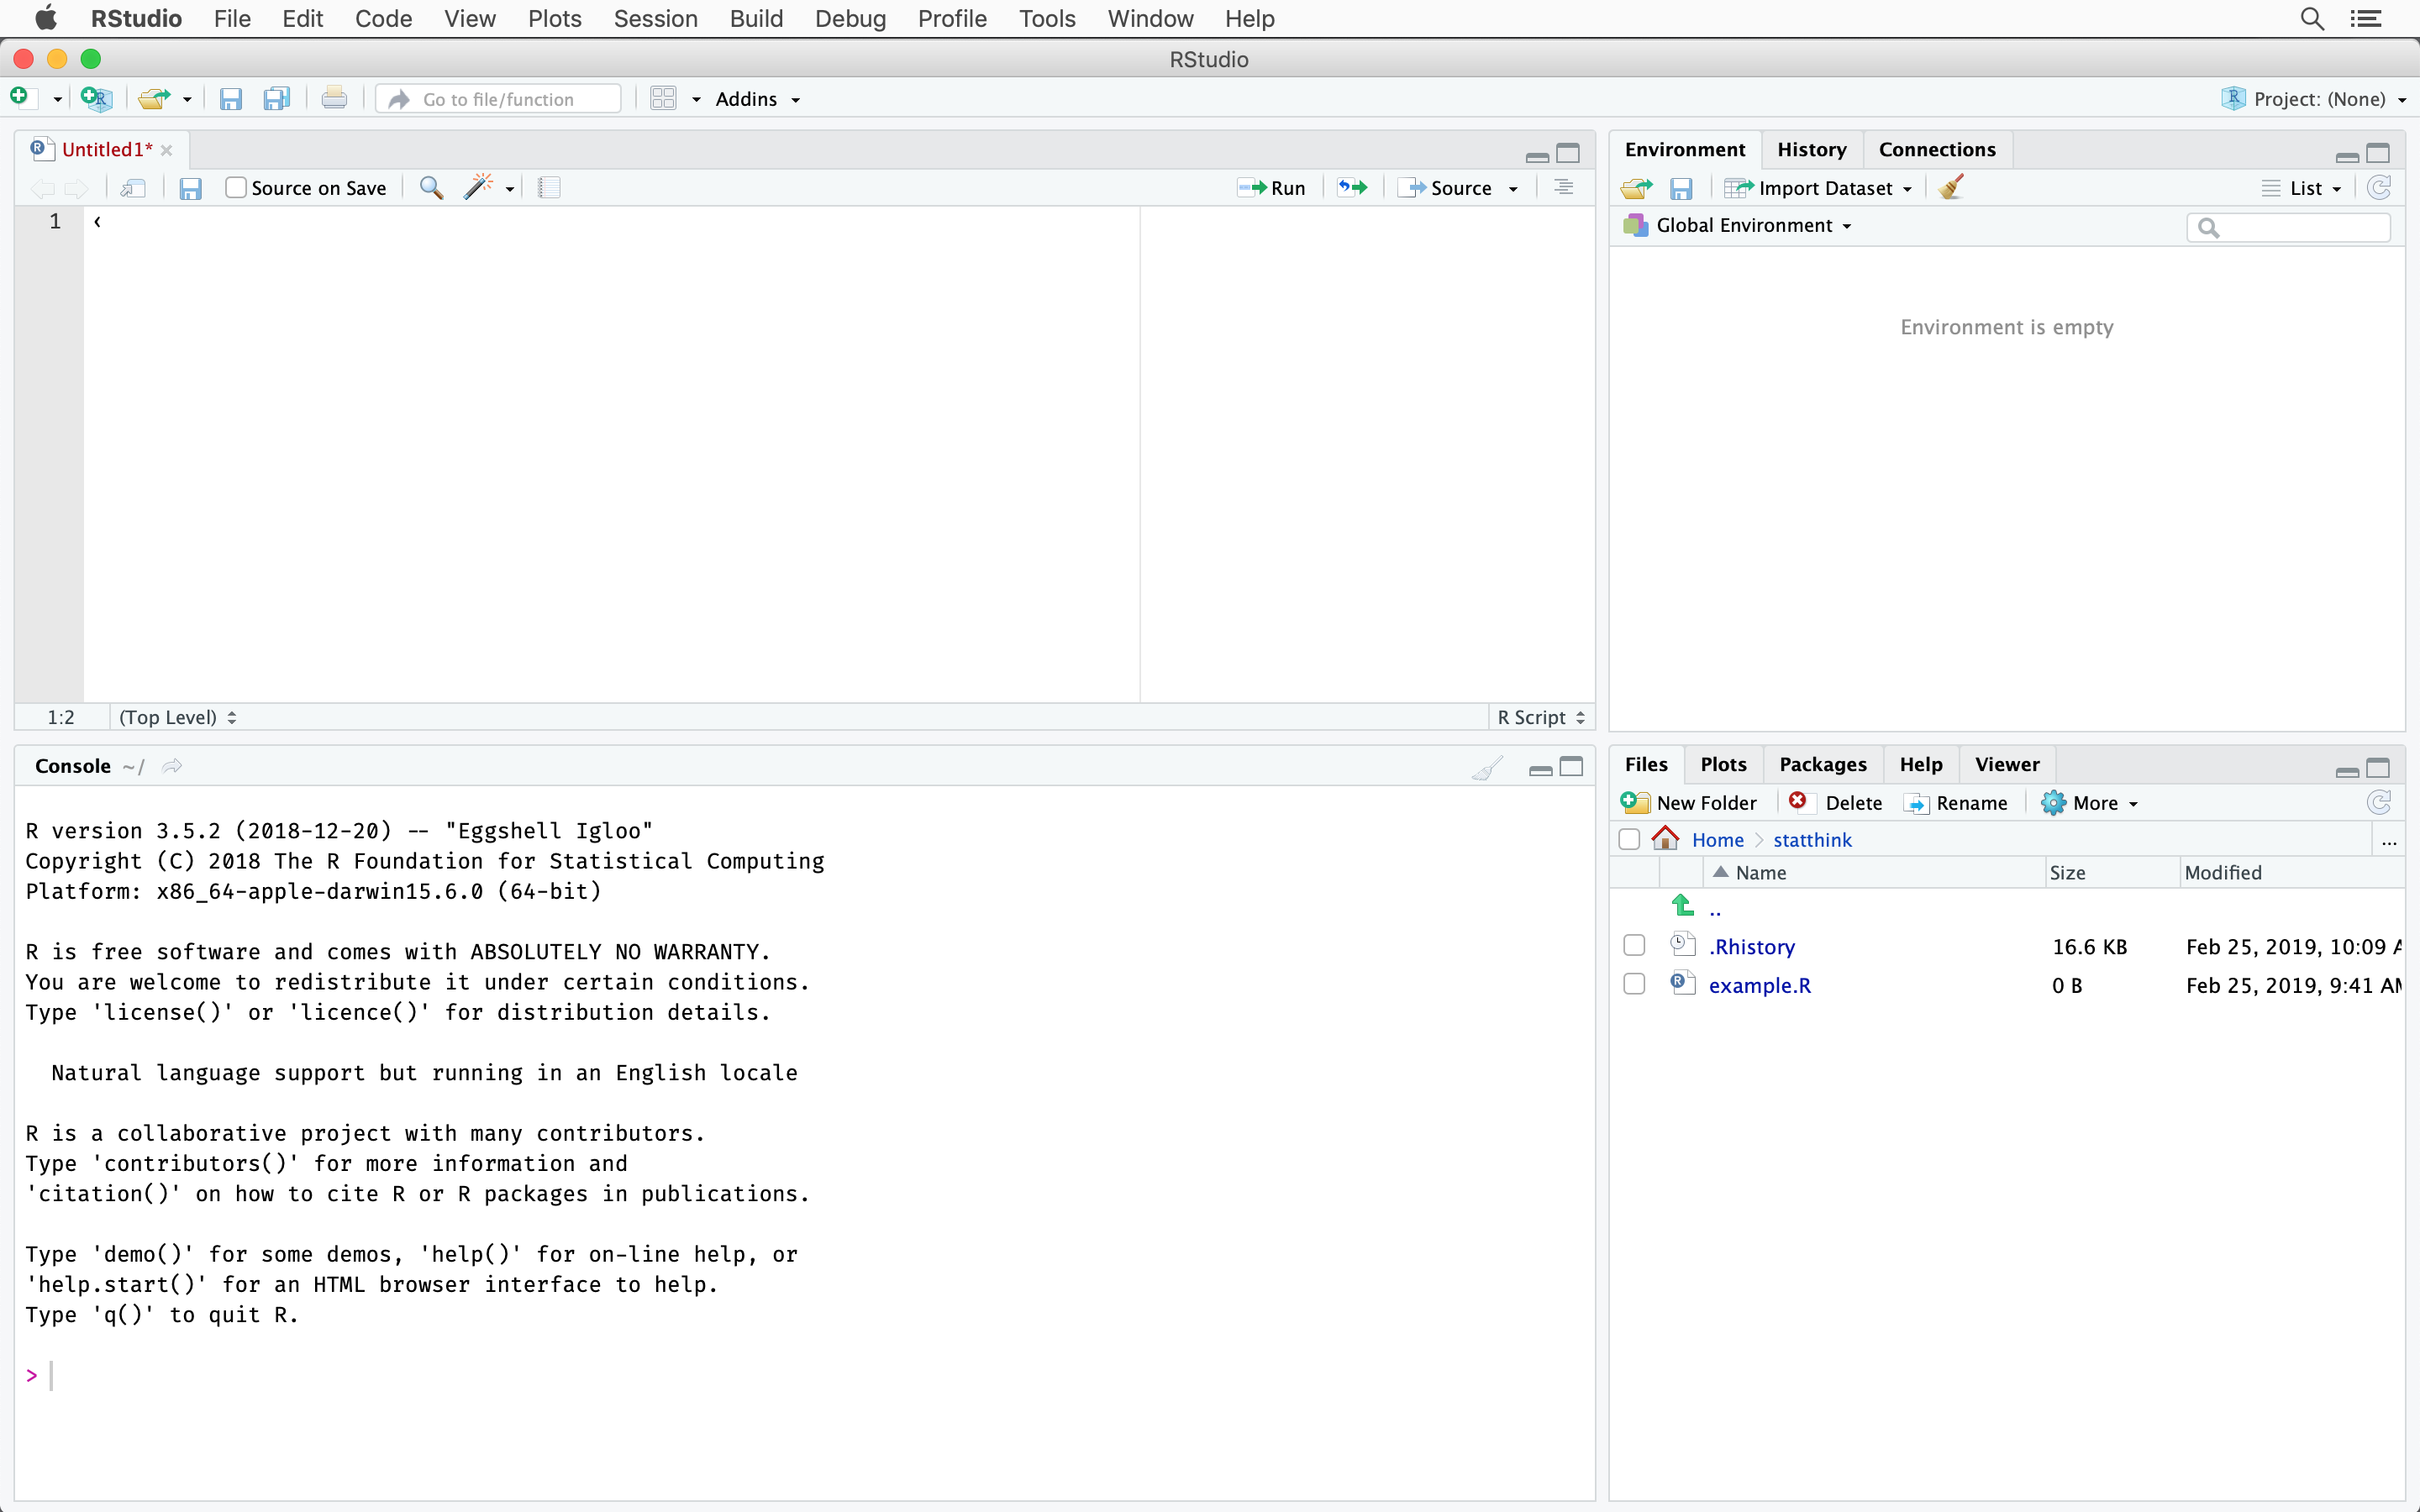 RStudio File Edit Code View Plots Session Build Debug Profile Tools Window Help
RStudio
Go to file/function Addins Project: (None)
Untitled1*
Source on Save Run Source
1 ‹
1:2 (Top Level) R Script
Environment History Connections
Import Dataset List
Global Environment
Environment is empty
Console ~/
R version 3.5.2 (2018-12-20) -- "Eggshell Igloo"
Copyright (C) 2018 The R Foundation for Statistical Computing
Platform: x86_64-apple-darwin15.6.0 (64-bit)
R is free software and comes with ABSOLUTELY NO WARRANTY.
You are welcome to redistribute it under certain conditions.
Type 'license()' or 'licence()' for distribution details.
Natural language support but running in an English locale
R is a collaborative project with many contributors.
Type 'contributors()' for more information and
'citation()' on how to cite R or R packages in publications.
Type 'demo()' for some demos, 'help()' for on-line help, or
'help.start()' for an HTML browser interface to help.
Type 'q()' to quit R.
>
Files Plots Packages Help Viewer
New Folder Delete Rename More
Home statthink ...
Name Size Modified
..
.Rhistory 16.6 KB Feb 25, 2019, 10:09 A
example.R 0 B Feb 25, 2019, 9:41 AM